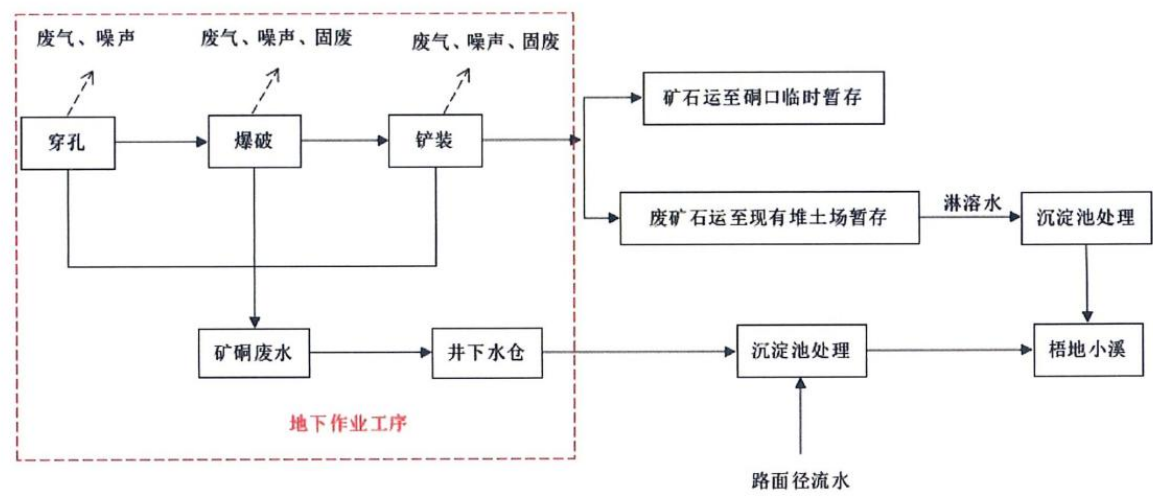 废气、噪声
废气、噪声、固废
废气、噪声、固废
穿孔
爆破
铲装
矿石运至硐口临时暂存
废矿石运至现有堆土场暂存
淋溶水
沉淀池处理
矿硐废水
井下水仓
沉淀池处理
梧地小溪
地下作业工序
路面径流水